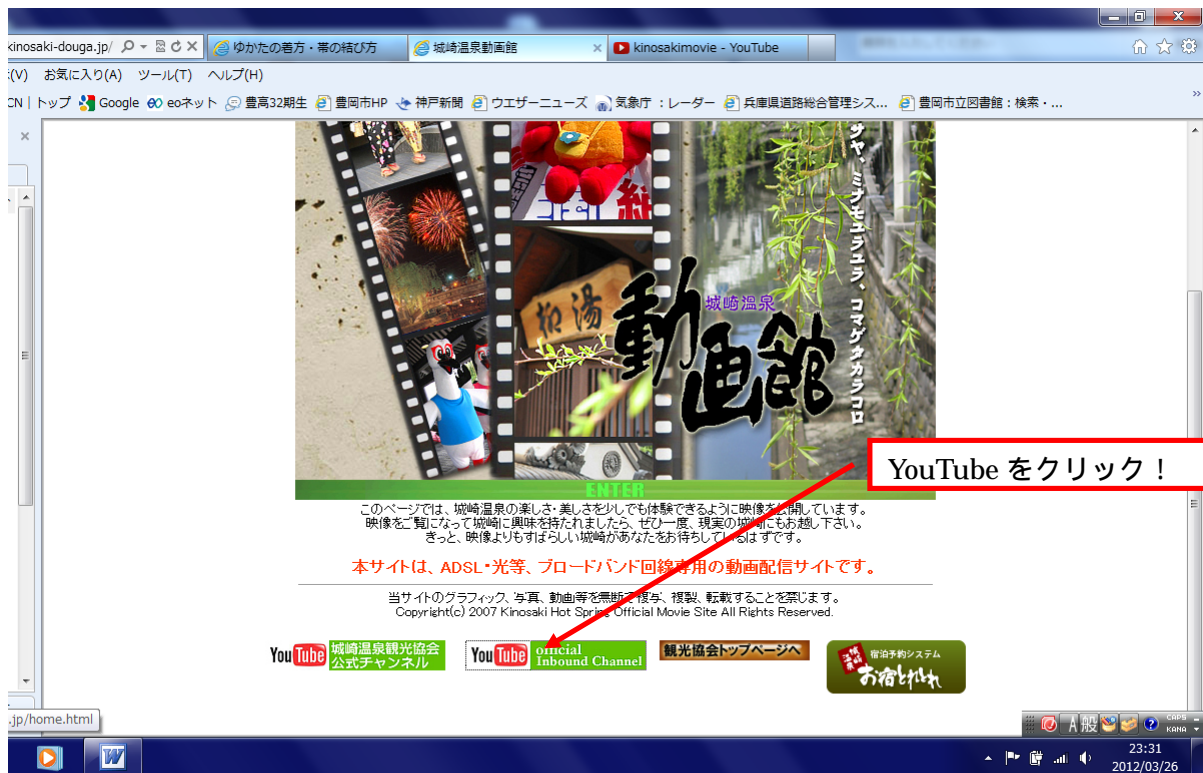 kinosaki-douga.jp/
ゆかたの着方・帯の結び方
城崎温泉動画館
kinosakimovie - YouTube
(V) お気に入り(A) ツール(T) ヘルプ(H)
CN
トップ
Google
eoネット
豊高32期生
豊岡市HP
神戸新聞
ウエザーニューズ
気象庁 : レーダー
兵庫県道路総合管理シス...
豊岡市立図書館 : 検索・...
サヤ、ミナモユラユラ、コマゲタカラコロ
柳湯
城崎温泉
動画館
YouTube をクリック！
ENTER
このページでは、城崎温泉の楽しさ・美しさを少しでも体験できるように映像を公開しています。
映像をご覧になって城崎に興味を持たれましたら、ぜひ一度、現実の城崎にもお越し下さい。
きっと、映像よりもすばらしい城崎があなたをお待ちしているはずです。
本サイトは、ADSL・光等、ブロードバンド回線専用の動画配信サイトです。
当サイトのグラフィック、写真、動画等を無断で複写、複製、転載することを禁じます。
Copyright(c) 2007 Kinosaki Hot Spring Official Movie Site All Rights Reserved.
YouTube 城崎温泉観光協会
公式チャンネル
YouTube official
Inbound Channel
観光協会トップページへ
城崎温泉
宿泊予約システム
お宿とれとれ
.jp/home.html
A 般
CAPS
KANA
23:31
2012/03/26